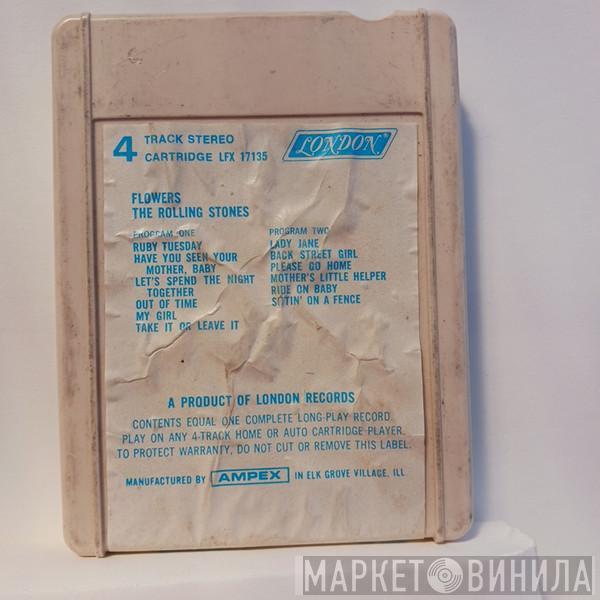 4 TRACK STEREO
CARTRIDGE LFX 17135
LONDON
FLOWERS
THE ROLLING STONES
PROGRAM ONE
RUBY TUESDAY
HAVE YOU SEEN YOUR
MOTHER, BABY
LET'S SPEND THE NIGHT
TOGETHER
OUT OF TIME
MY GIRL
TAKE IT OR LEAVE IT
PROGRAM TWO
LADY JANE
BACK STREET GIRL
PLEASE GO HOME
MOTHER'S LITTLE HELPER
RIDE ON BABY
SITTIN' ON A FENCE
A PRODUCT OF LONDON RECORDS
CONTENTS EQUAL ONE COMPLETE LONG-PLAY RECORD.
PLAY ON ANY 4-TRACK HOME OR AUTO CARTRIDGE PLAYER.
TO PROTECT WARRANTY, DO NOT CUT OR REMOVE THIS LABEL.
MANUFACTURED BY AMPEX IN ELK GROVE VILLAGE, ILL.
МАРКЕТ ВИНИЛА